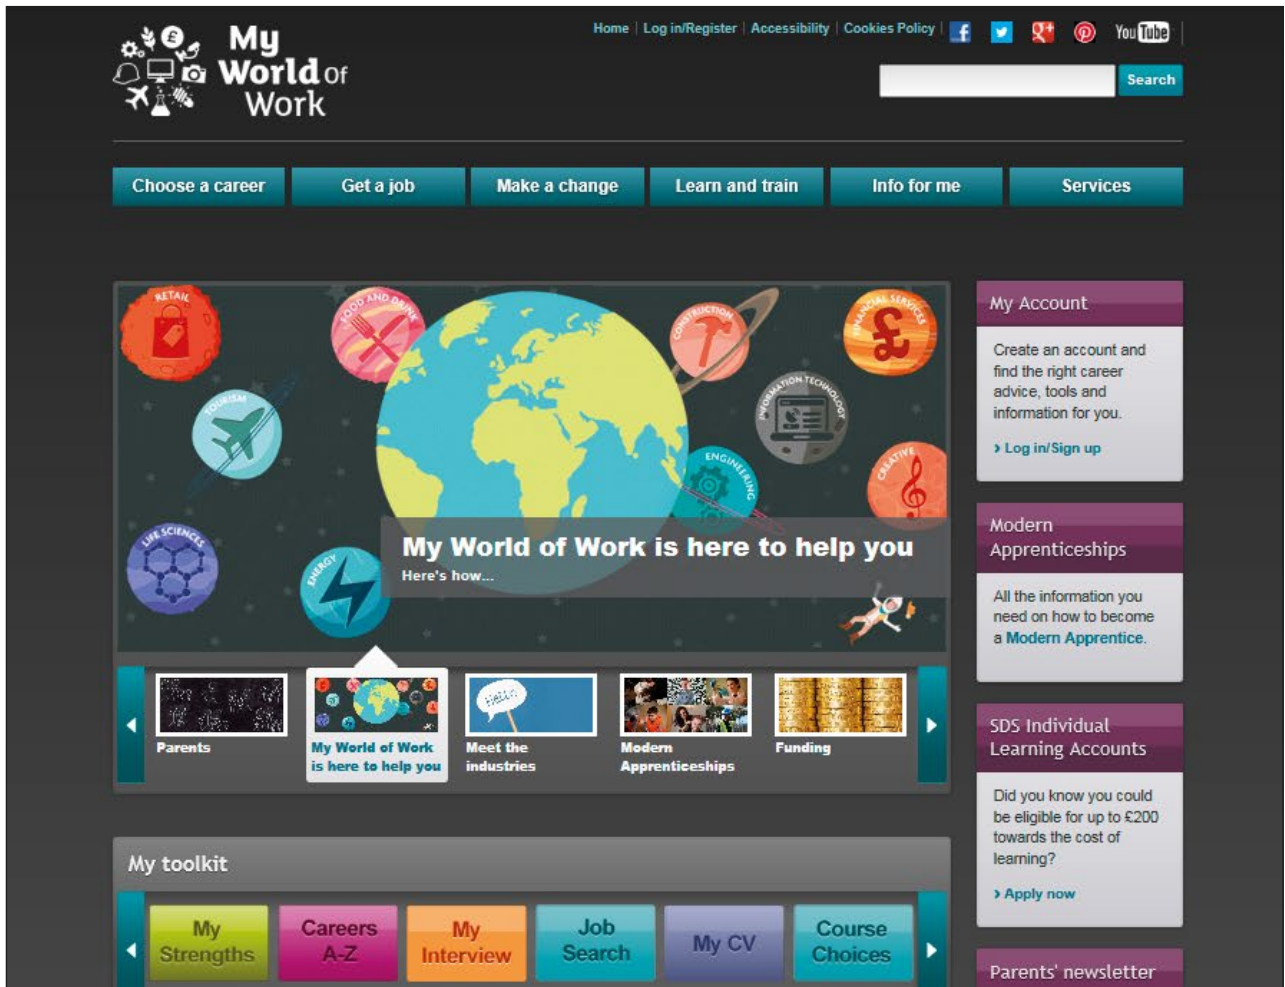 My
World of
Work
Home | Log in/Register | Accessibility | Cookies Policy |
You Tube
Search
Choose a career
Get a job
Make a change
Learn and train
Info for me
Services
RETAIL
FOOD AND DRINK
CONSTRUCTION
FINANCIAL SERVICES
TOURISM
INFORMATION TECHNOLOGY
ENGINEERING
CREATIVE
LIFE SCIENCES
ENERGY
My World of Work is here to help you
Here's how...
Parents
My World of Work
is here to help you
Hello
Meet the
industries
Modern
Apprenticeships
Funding
My toolkit
My
Strengths
Careers
A-Z
My
Interview
Job
Search
My CV
Course
Choices
My Account
Create an account and
find the right career
advice, tools and
information for you.
› Log in/Sign up
Modern
Apprenticeships
All the information you
need on how to become
a Modern Apprentice.
SDS Individual
Learning Accounts
Did you know you could
be eligible for up to £200
towards the cost of
learning?
› Apply now
Parents' newsletter